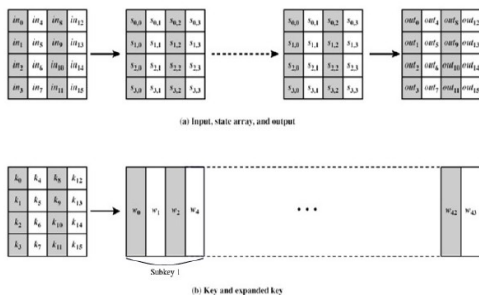 in0 in4 in8 in12 s0,0 s0,1 s0,2 s0,3 s0,0 s0,1 s0,2 s0,3 out0 out4 out8 out12
in1 in5 in9 in13 s1,0 s1,1 s1,2 s1,3 s1,0 s1,1 s1,2 s1,3 out1 out5 out9 out13
in2 in6 in10 in14 s2,0 s2,1 s2,2 s2,3 s2,0 s2,1 s2,2 s2,3 out2 out6 out10 out14
in3 in7 in11 in15 s3,0 s3,1 s3,2 s3,3 s3,0 s3,1 s3,2 s3,3 out3 out7 out11 out15
(a) Input, state array, and output
k0 k4 k8 k12
k1 k5 k9 k13
k2 k6 k10 k14
k3 k7 k11 k15
w0 w1 w2 w4 • • • w42 w43
Subkey 1
(b) Key and expanded key